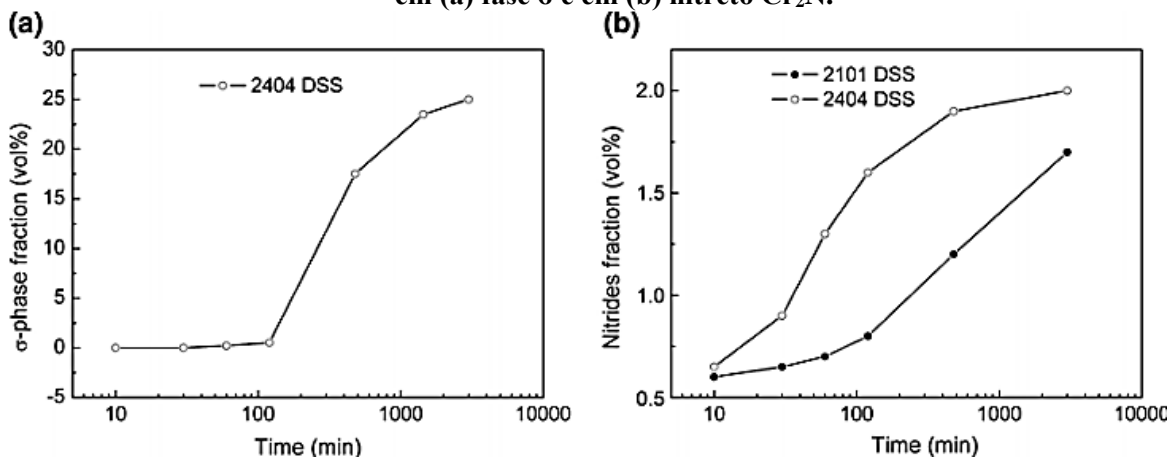 em (a) fase σ e em (b) nitreto Cr₂N.
(a)
30
25
20
15
10
5
0
-5
σ-phase fraction (vol%)
2404 DSS
10
100
1000
10000
Time (min)
(b)
2.0
1.5
1.0
0.5
Nitrides fraction (vol%)
2101 DSS
2404 DSS
10
100
1000
10000
Time (min)